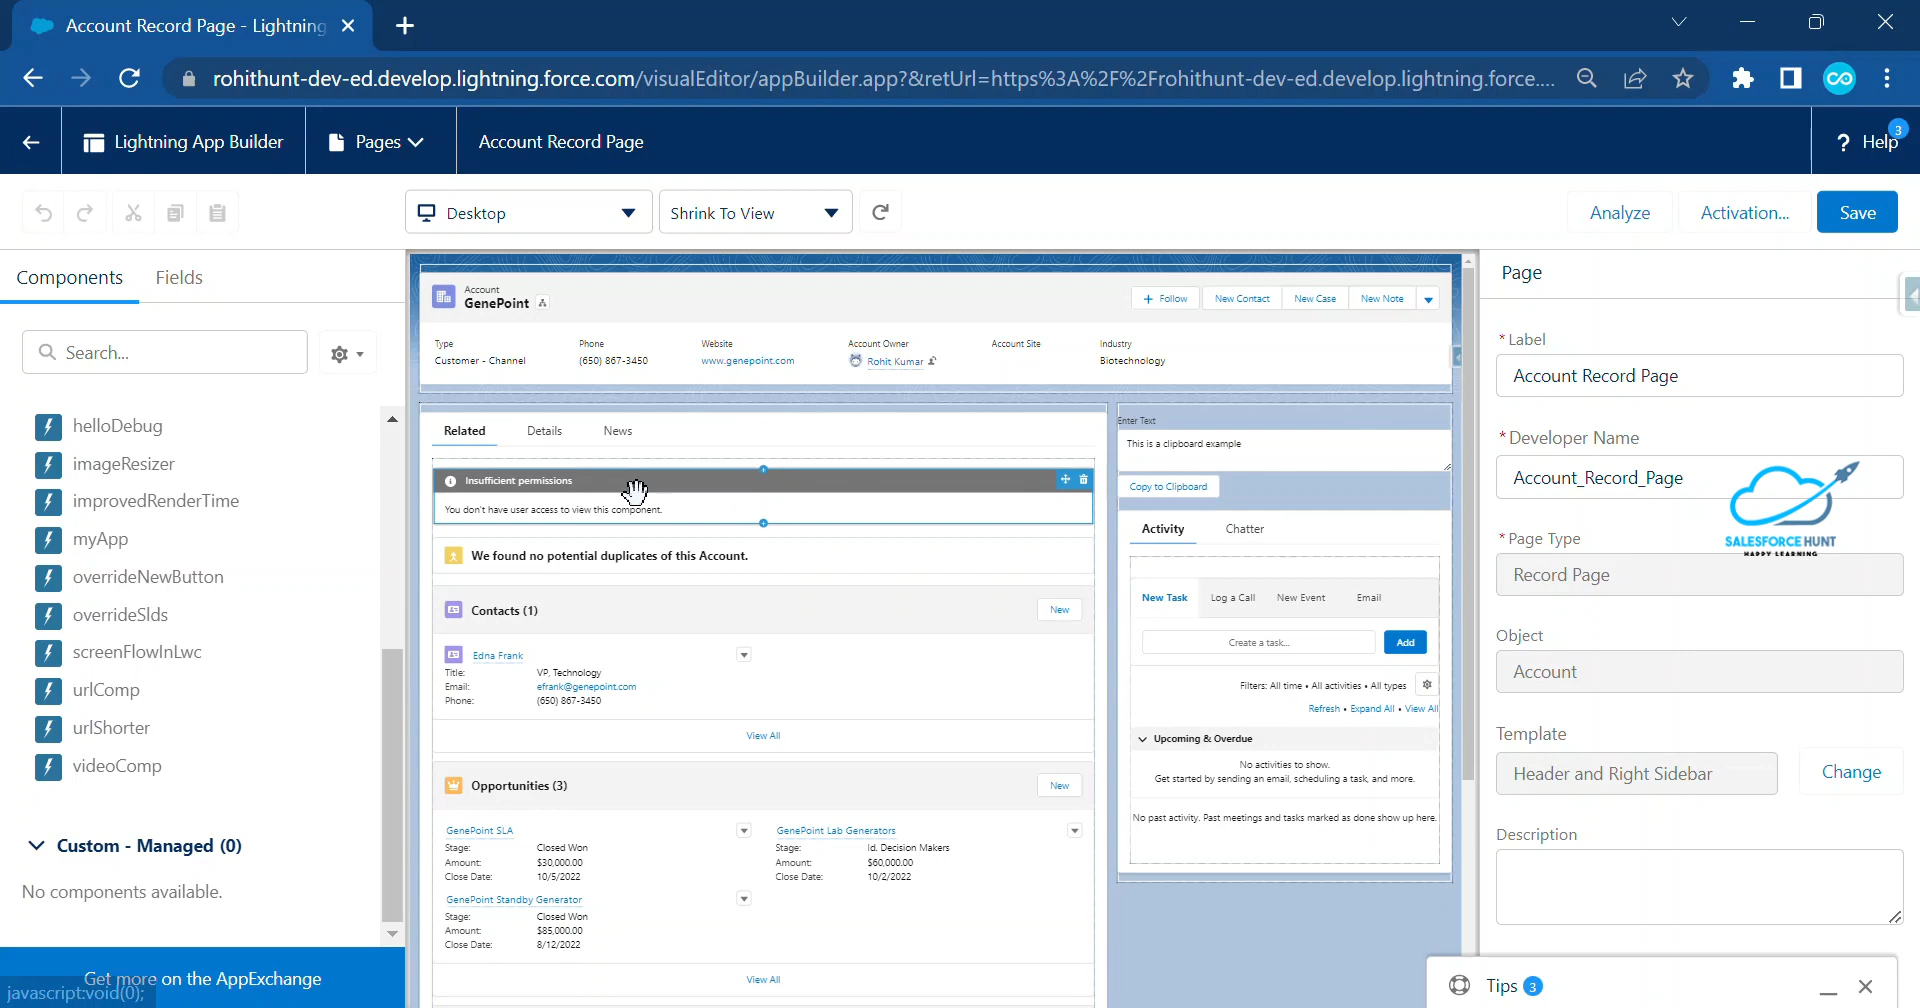 Account Record Page - Lightning
rohithunt-dev-ed.develop.lightning.force.com/visualEditor/appBuilder.app?&retUrl=https%3A%2F%2Frohithunt-dev-ed.develop.lightning.force....
Lightning App Builder
Pages
Account Record Page
? Help
3
Desktop
Shrink To View
Analyze
Activation...
Save
Components
Fields
Search...
helloDebug
imageResizer
improvedRenderTime
myApp
overrideNewButton
overrideSlds
screenFlowInLwc
urlComp
urlShorter
videoComp
Custom - Managed (0)
No components available.
Get more on the AppExchange
javascript:void(0);
Account
GenePoint
+ Follow
New Contact
New Case
New Note
Type
Phone
Website
Account Owner
Account Site
Industry
Customer - Channel
(650) 867-3450
www.genepoint.com
Rohit Kumar
Biotechnology
Related
Details
News
Insufficient permissions
You don't have user access to view this component.
We found no potential duplicates of this Account.
Contacts (1)
New
Edna Frank
Title: VP, Technology
Email: efrank@genepoint.com
Phone: (650) 867-3450
View All
Opportunities (3)
New
GenePoint SLA
Stage: Closed Won
Amount: $30,000.00
Close Date: 10/5/2022
GenePoint Lab Generators
Stage: Id. Decision Makers
Amount: $60,000.00
Close Date: 10/2/2022
GenePoint Standby Generator
Stage: Closed Won
Amount: $85,000.00
Close Date: 8/12/2022
View All
Enter Text
This is a clipboard example
Copy to Clipboard
Activity
Chatter
New Task
Log a Call
New Event
Email
Create a task...
Add
Filters: All time • All activities • All types
Refresh • Expand All • View All
Upcoming & Overdue
No activities to show.
Get started by sending an email, scheduling a task, and more.
No past activity. Past meetings and tasks marked as done show up here.
Page
* Label
Account Record Page
* Developer Name
Account_Record_Page
SALESFORCE HUNT
HAPPY LEARNING
* Page Type
Record Page
Object
Account
Template
Header and Right Sidebar
Change
Description
Tips 3